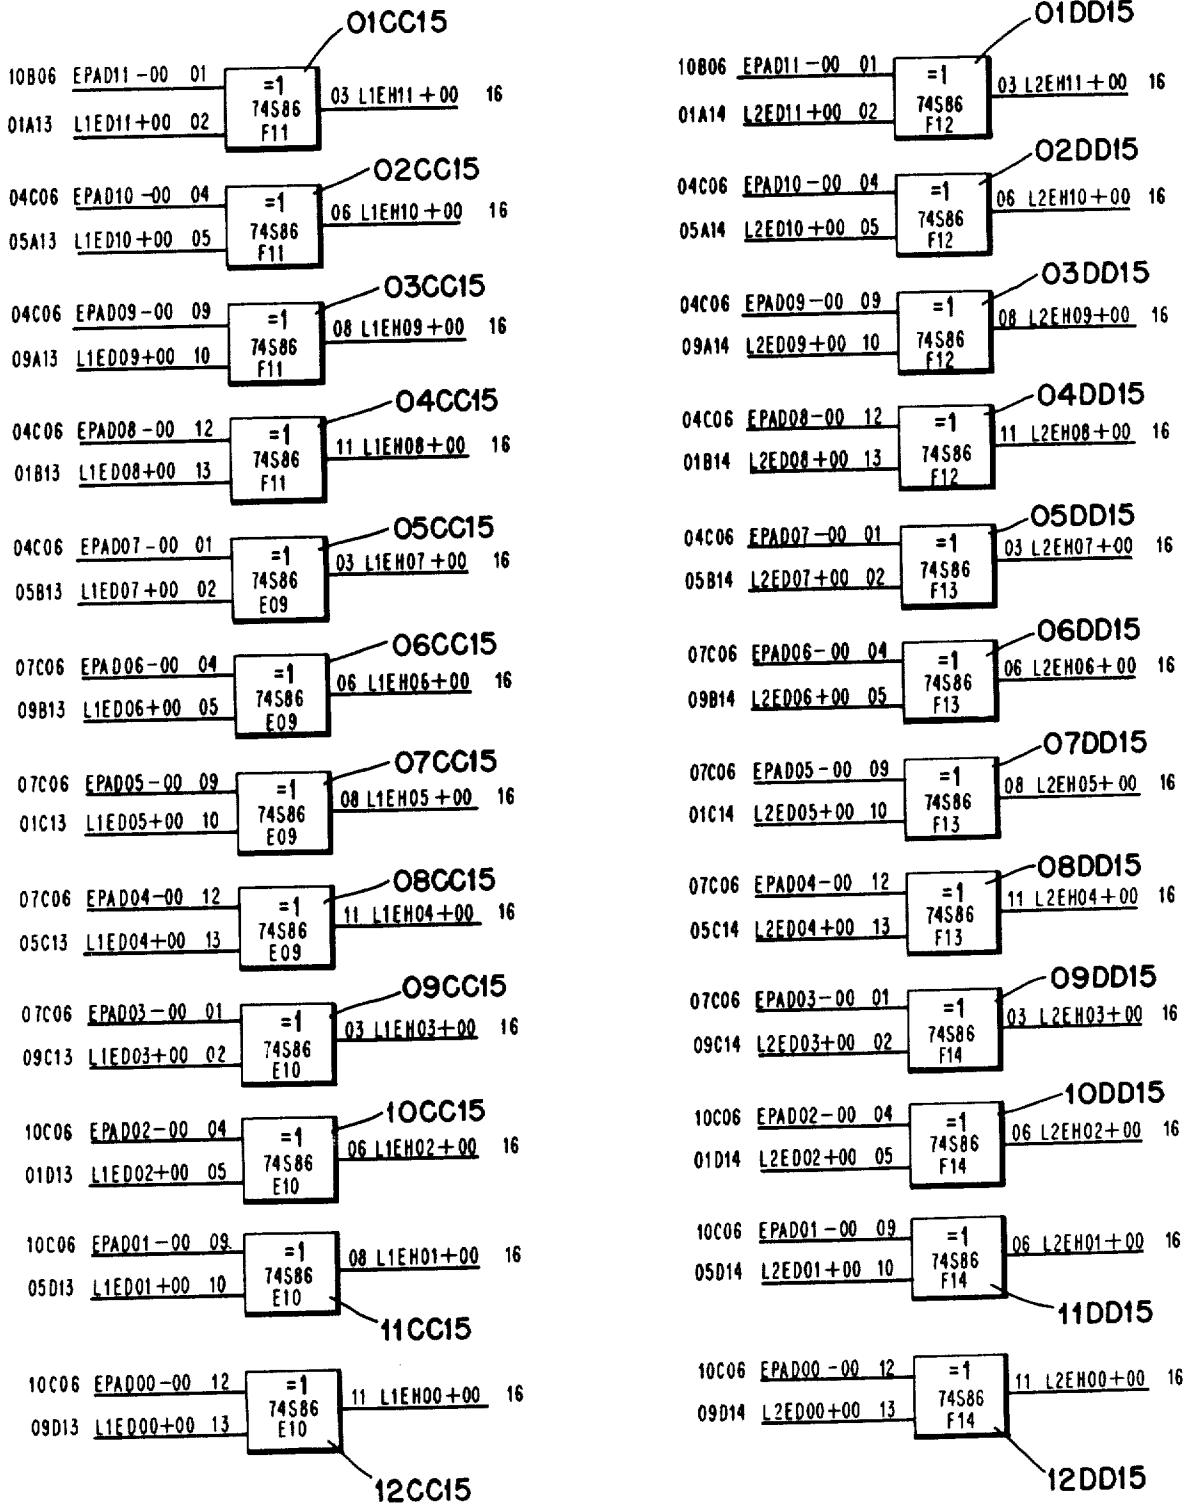 01CC15
10B06 EPAD11-00 01
=1
74S86
F11
03 L1EH11+00 16
01A13 L1ED11+00 02
02CC15
04C06 EPAD10-00 04
=1
74S86
F11
06 L1EH10+00 16
05A13 L1ED10+00 05
03CC15
04C06 EPAD09-00 09
=1
74S86
F11
08 L1EH09+00 16
09A13 L1ED09+00 10
04CC15
04C06 EPAD08-00 12
=1
74S86
F11
11 L1EH08+00 16
01B13 L1ED08+00 13
05CC15
04C06 EPAD07-00 01
=1
74S86
E09
03 L1EH07+00 16
05B13 L1ED07+00 02
06CC15
07C06 EPAD06-00 04
=1
74S86
E09
06 L1EH06+00 16
09B13 L1ED06+00 05
07CC15
07C06 EPAD05-00 09
=1
74S86
E09
08 L1EH05+00 16
01C13 L1ED05+00 10
08CC15
07C06 EPAD04-00 12
=1
74S86
E09
11 L1EH04+00 16
05C13 L1ED04+00 13
09CC15
07C06 EPAD03-00 01
=1
74S86
E10
03 L1EH03+00 16
09C13 L1ED03+00 02
10CC15
10C06 EPAD02-00 04
=1
74S86
E10
06 L1EH02+00 16
01D13 L1ED02+00 05
10C06 EPAD01-00 09
=1
74S86
E10
08 L1EH01+00 16
05D13 L1ED01+00 10
11CC15
10C06 EPAD00-00 12
=1
74S86
E10
11 L1EH00+00 16
09D13 L1ED00+00 13
12CC15
01DD15
10B06 EPAD11-00 01
=1
74S86
F12
03 L2EH11+00 16
01A14 L2ED11+00 02
02DD15
04C06 EPAD10-00 04
=1
74S86
F12
06 L2EH10+00 16
05A14 L2ED10+00 05
03DD15
04C06 EPAD09-00 09
=1
74S86
F12
08 L2EH09+00 16
09A14 L2ED09+00 10
04DD15
04C06 EPAD08-00 12
=1
74S86
F12
11 L2EH08+00 16
01B14 L2ED08+00 13
05DD15
04C06 EPAD07-00 01
=1
74S86
F13
03 L2EH07+00 16
05B14 L2ED07+00 02
06DD15
07C06 EPAD06-00 04
=1
74S86
F13
06 L2EH06+00 16
09B14 L2ED06+00 05
07DD15
07C06 EPAD05-00 09
=1
74S86
F13
08 L2EH05+00 16
01C14 L2ED05+00 10
08DD15
07C06 EPAD04-00 12
=1
74S86
F13
11 L2EH04+00 16
05C14 L2ED04+00 13
09DD15
07C06 EPAD03-00 01
=1
74S86
F14
03 L2EH03+00 16
09C14 L2ED03+00 02
10DD15
10C06 EPAD02-00 04
=1
74S86
F14
06 L2EH02+00 16
01D14 L2ED02+00 05
10C06 EPAD01-00 09
=1
74S86
F14
06 L2EH01+00 16
05D14 L2ED01+00 10
11DD15
10C06 EPAD00-00 12
=1
74S86
F14
11 L2EH00+00 16
09D14 L2ED00+00 13
12DD15